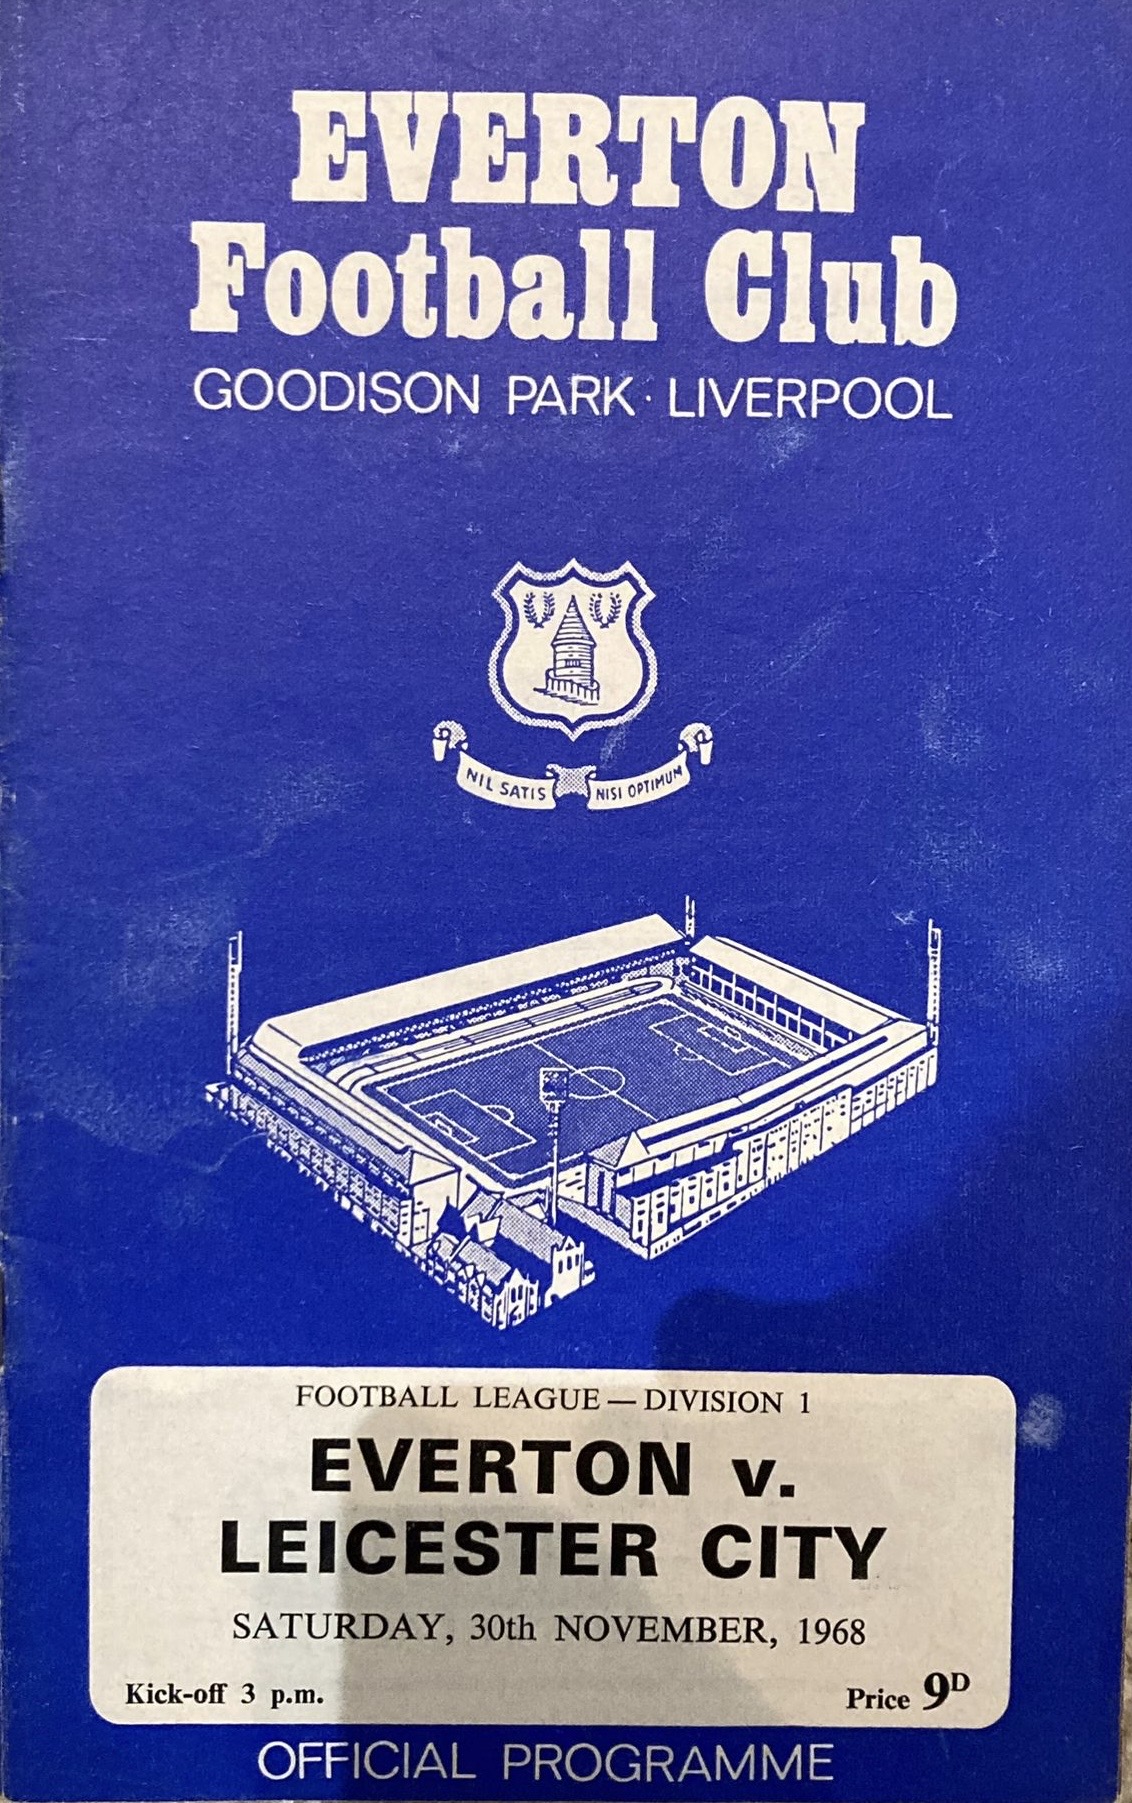 EVERTON
Football Club
GOODISON PARK · LIVERPOOL
NIL SATIS NISI OPTIMUM
FOOTBALL LEAGUE — DIVISION 1
EVERTON v.
LEICESTER CITY
SATURDAY, 30th NOVEMBER, 1968
Kick-off 3 p.m. Price 9D
OFFICIAL PROGRAMME